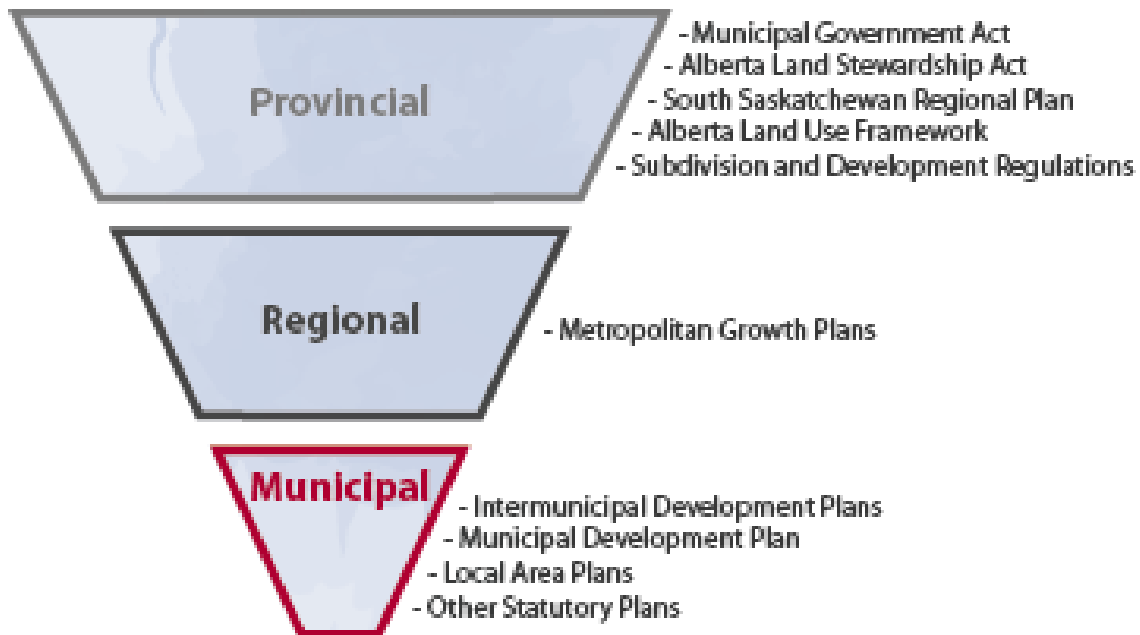 Provincial
- Municipal Government Act
- Alberta Land Stewardship Act
- South Saskatchewan Regional Plan
- Alberta Land Use Framework
- Subdivision and Development Regulations
Regional
- Metropolitan Growth Plans
Municipal
- Intermunicipal Development Plans
- Municipal Development Plan
- Local Area Plans
- Other Statutory Plans